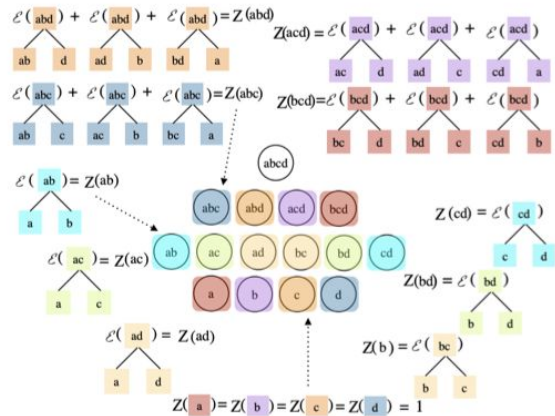 ℰ( abd ) + ℰ( abd ) + ℰ( abd )=Z(abd)
ab d ad b bd a
Z(acd) = ℰ( acd ) + ℰ( acd ) + ℰ( acd )
ac d ad c cd a
ℰ( abc ) + ℰ( abc ) + ℰ( abc )=Z(abc)
ab c ac b bc a
Z(bcd)=ℰ( bcd ) + ℰ( bcd ) + ℰ( bcd )
bc d bd c cd b
abcd
abc abd acd bcd
ab ac ad bc bd cd
a b c d
ℰ( ab )= Z(ab)
a b
ℰ( ac )= Z(ac)
a c
ℰ( ad ) = Z(ad)
a d
Z (cd) = ℰ( cd )
c d
Z(bd)= ℰ( bd )
b d
Z(b) =ℰ( bc )
b c
Z( a )= Z( b )= Z( c )= Z( d ) = 1